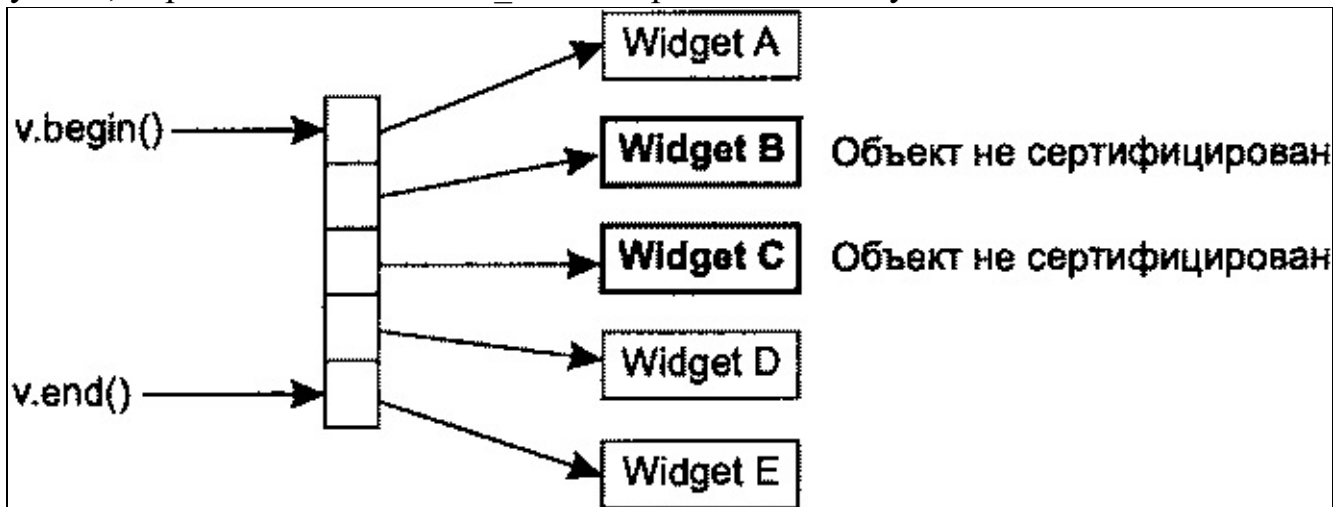 Widget A
v.begin()
Widget B Объект не сертифицирован
Widget C Объект не сертифицирован
Widget D
v.end()
Widget E